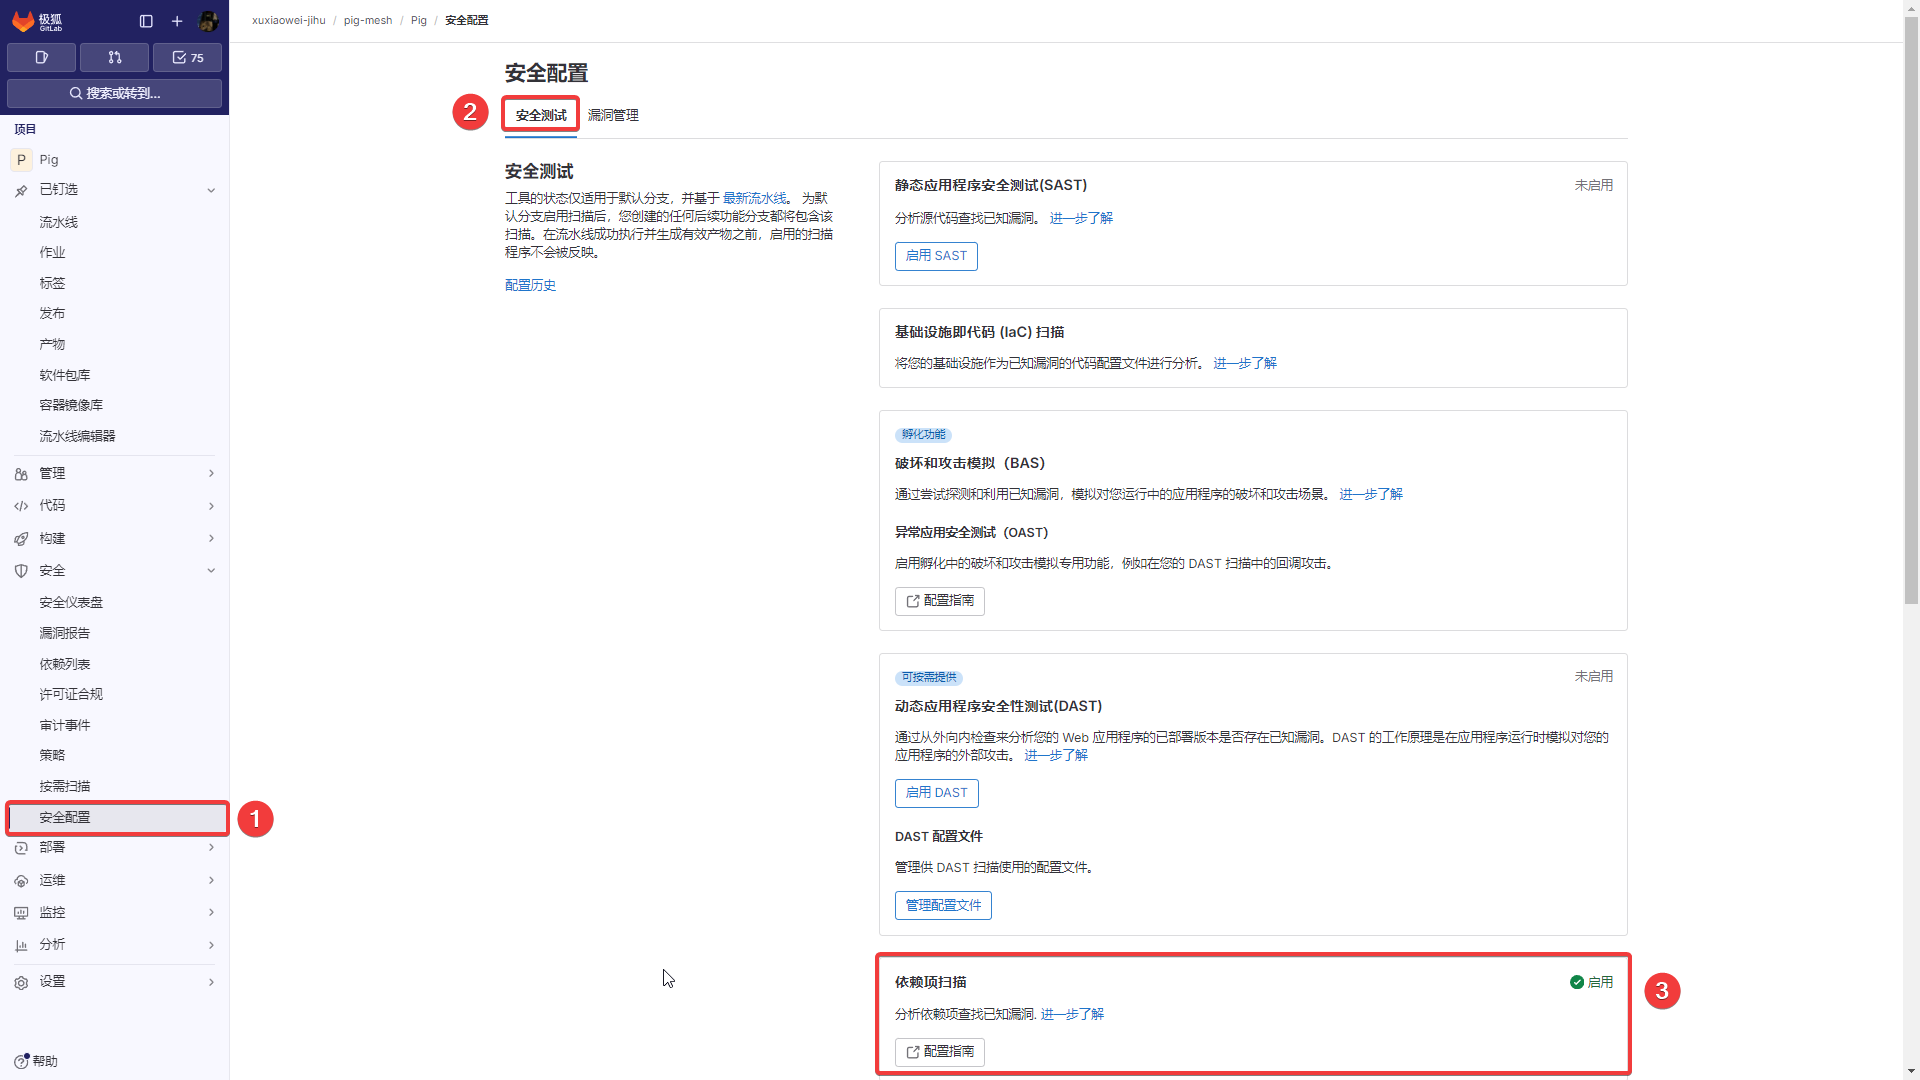 极狐
GitLab
75
搜索或转到...
项目
P Pig
已钉选
流水线
作业
标签
发布
产物
软件包库
容器镜像库
流水线编辑器
管理
代码
构建
安全
安全仪表盘
漏洞报告
依赖列表
许可证合规
审计事件
策略
按需扫描
安全配置
1
部署
运维
监控
分析
设置
帮助
xuxiaowei-jihu / pig-mesh / Pig / 安全配置
安全配置
2
安全测试 漏洞管理
安全测试
工具的状态仅适用于默认分支，并基于 最新流水线。 为默
认分支启用扫描后，您创建的任何后续功能分支都将包含该
扫描。在流水线成功执行并生成有效产物之前，启用的扫描
程序不会被反映。
配置历史
静态应用程序安全测试(SAST) 未启用
分析源代码查找已知漏洞。 进一步了解
启用 SAST
基础设施即代码 (IaC) 扫描
将您的基础设施作为已知漏洞的代码配置文件进行分析。 进一步了解
孵化功能
破坏和攻击模拟（BAS）
通过尝试探测和利用已知漏洞，模拟对您运行中的应用程序的破坏和攻击场景。 进一步了解
异常应用安全测试（OAST）
启用孵化中的破坏和攻击模拟专用功能，例如在您的 DAST 扫描中的回调攻击。
配置指南
可按需提供 未启用
动态应用程序安全性测试(DAST)
通过从外向内检查来分析您的 Web 应用程序的已部署版本是否存在已知漏洞。DAST 的工作原理是在应用程序运行时模拟对您的
应用程序的外部攻击。 进一步了解
启用 DAST
DAST 配置文件
管理供 DAST 扫描使用的配置文件。
管理配置文件
依赖项扫描 启用
3
分析依赖项查找已知漏洞. 进一步了解
配置指南